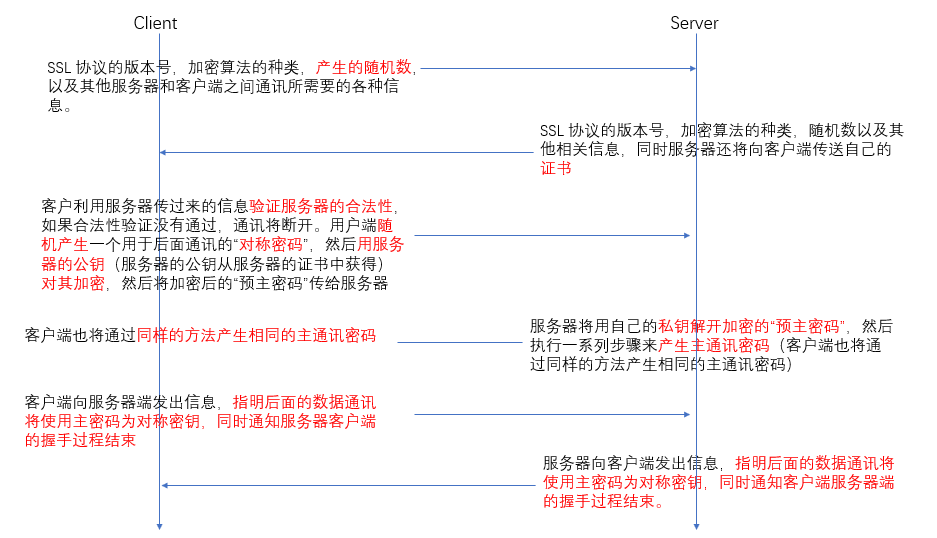 Client
Server
SSL 协议的版本号，加密算法的种类，产生的随机数，
以及其他服务器和客户端之间通讯所需要的各种信
息。
SSL 协议的版本号，加密算法的种类，随机数以及其
他相关信息，同时服务器还将向客户端传送自己的
证书
客户利用服务器传过来的信息验证服务器的合法性，
如果合法性验证没有通过，通讯将断开。用户端随
机产生一个用于后面通讯的“对称密码”，然后用服务
器的公钥（服务器的公钥从服务器的证书中获得）
对其加密，然后将加密后的“预主密码”传给服务器
客户端也将通过同样的方法产生相同的主通讯密码
服务器将用自己的私钥解开加密的“预主密码”，然后
执行一系列步骤来产生主通讯密码（客户端也将通
过同样的方法产生相同的主通讯密码）
客户端向服务器端发出信息，指明后面的数据通讯
将使用主密码为对称密钥，同时通知服务器客户端
的握手过程结束
服务器向客户端发出信息，指明后面的数据通讯将
使用主密码为对称密钥，同时通知客户端服务器端
的握手过程结束。